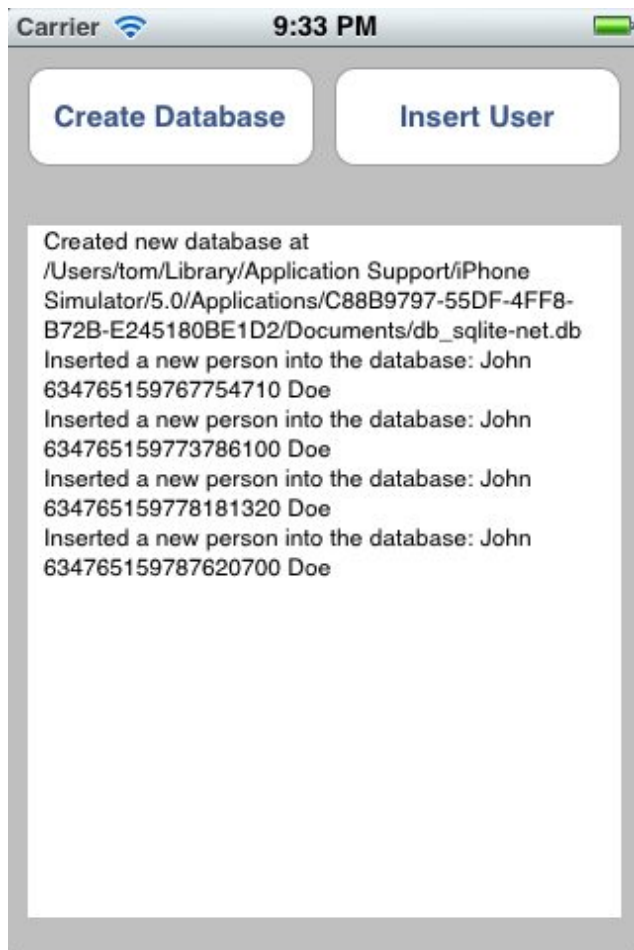 Carrier 9:33 PM
Create Database Insert User
Created new database at
/Users/tom/Library/Application Support/iPhone
Simulator/5.0/Applications/C88B9797-55DF-4FF8-
B72B-E245180BE1D2/Documents/db_sqlite-net.db
Inserted a new person into the database: John
634765159767754710 Doe
Inserted a new person into the database: John
634765159773786100 Doe
Inserted a new person into the database: John
634765159778181320 Doe
Inserted a new person into the database: John
634765159787620700 Doe